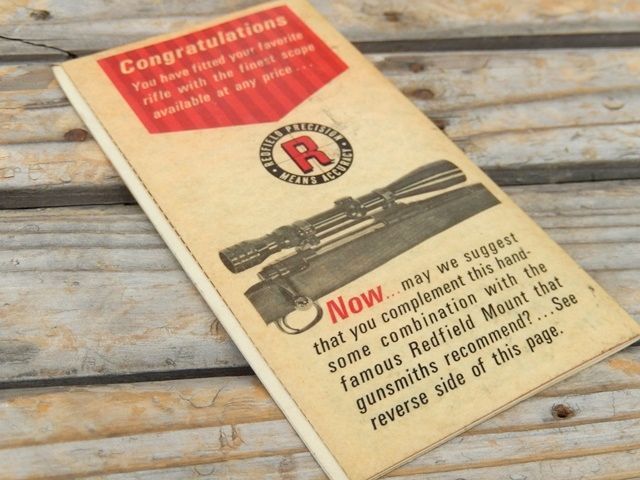 Congratulations
You have fitted your favorite
rifle with the finest scope
available at any price...
REDFIELD PRECISION
R
MEANS ACCURACY
Now...may we suggest
that you complement this hand-
some combination with the
famous Redfield Mount that
gunsmiths recommend?...See
reverse side of this page.